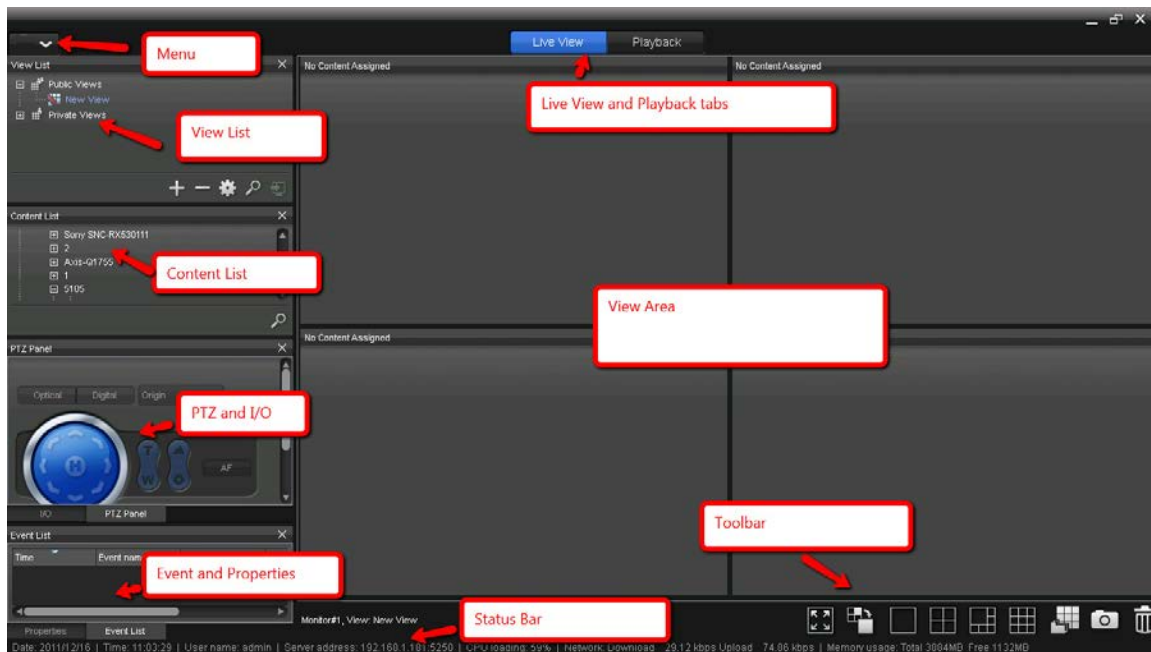 Menu
Live View
Playback
View List
Public Views
New View
Private Views
View List
No Content Assigned
No Content Assigned
Live View and Playback tabs
Content List
Sony SNC-RX530111
2
Axis-Q1755
1
5105
Content List
View Area
No Content Assigned
PTZ Panel
Optical
Digital
Origin
PTZ and I/O
H
T
W
AF
I/O
PTZ Panel
Toolbar
Event List
Time
Event name
Event and Properties
Properties
Event List
Monitor#1, View: New View
Status Bar
Date: 2011/12/16 | Time: 11:03:29 | User name: admin | Server address: 192.168.1.181:5250 | CPU loading: 59% | Network: Download 29.12 kbps Upload 74.06 kbps | Memory usage: Total 3004MB Free 1132MB